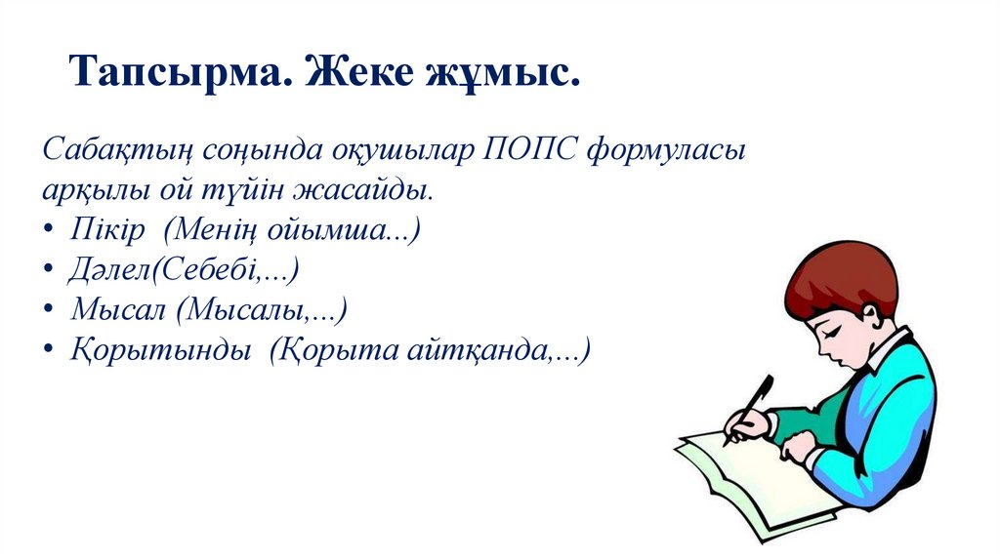 Тапсырма. Жеке жұмыс.
Сабақтың соңында оқушылар ПОПС формуласы
арқылы ой түйін жасайды.
• Пікір (Менің ойымша...)
• Дәлел(Себебі,...)
• Мысал (Мысалы,...)
• Қорытынды (Қорыта айтқанда,...)